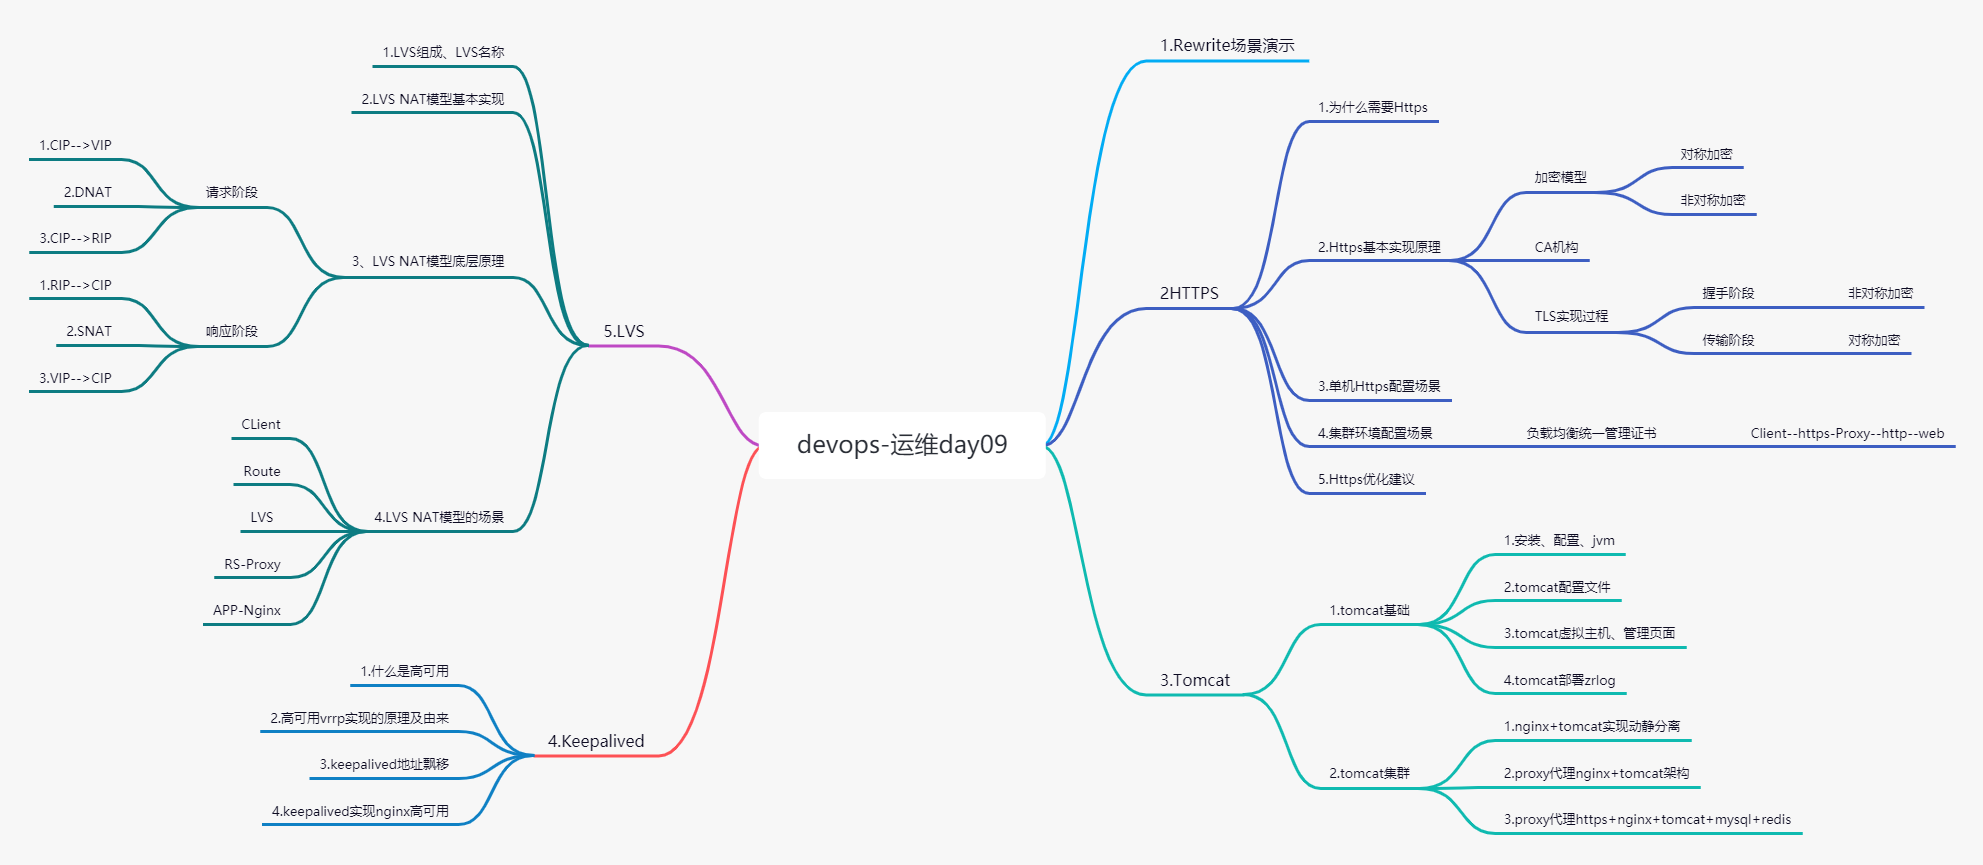 devops-运维day09
1.Rewrite场景演示
2HTTPS
1.为什么需要Https
2.Https基本实现原理
加密模型
对称加密
非对称加密
CA机构
TLS实现过程
握手阶段
非对称加密
传输阶段
对称加密
3.单机Https配置场景
4.集群环境配置场景
负载均衡统一管理证书
Client--https-Proxy--http--web
5.Https优化建议
3.Tomcat
1.tomcat基础
1.安装、配置、jvm
2.tomcat配置文件
3.tomcat虚拟主机、管理页面
4.tomcat部署zrlog
2.tomcat集群
1.nginx+tomcat实现动静分离
2.proxy代理nginx+tomcat架构
3.proxy代理https+nginx+tomcat+mysql+redis
4.Keepalived
1.什么是高可用
2.高可用vrrp实现的原理及由来
3.keepalived地址飘移
4.keepalived实现nginx高可用
5.LVS
1.LVS组成、LVS名称
2.LVS NAT模型基本实现
3、LVS NAT模型底层原理
请求阶段
1.CIP-->VIP
2.DNAT
3.CIP-->RIP
响应阶段
1.RIP-->CIP
2.SNAT
3.VIP-->CIP
4.LVS NAT模型的场景
CLient
Route
LVS
RS-Proxy
APP-Nginx